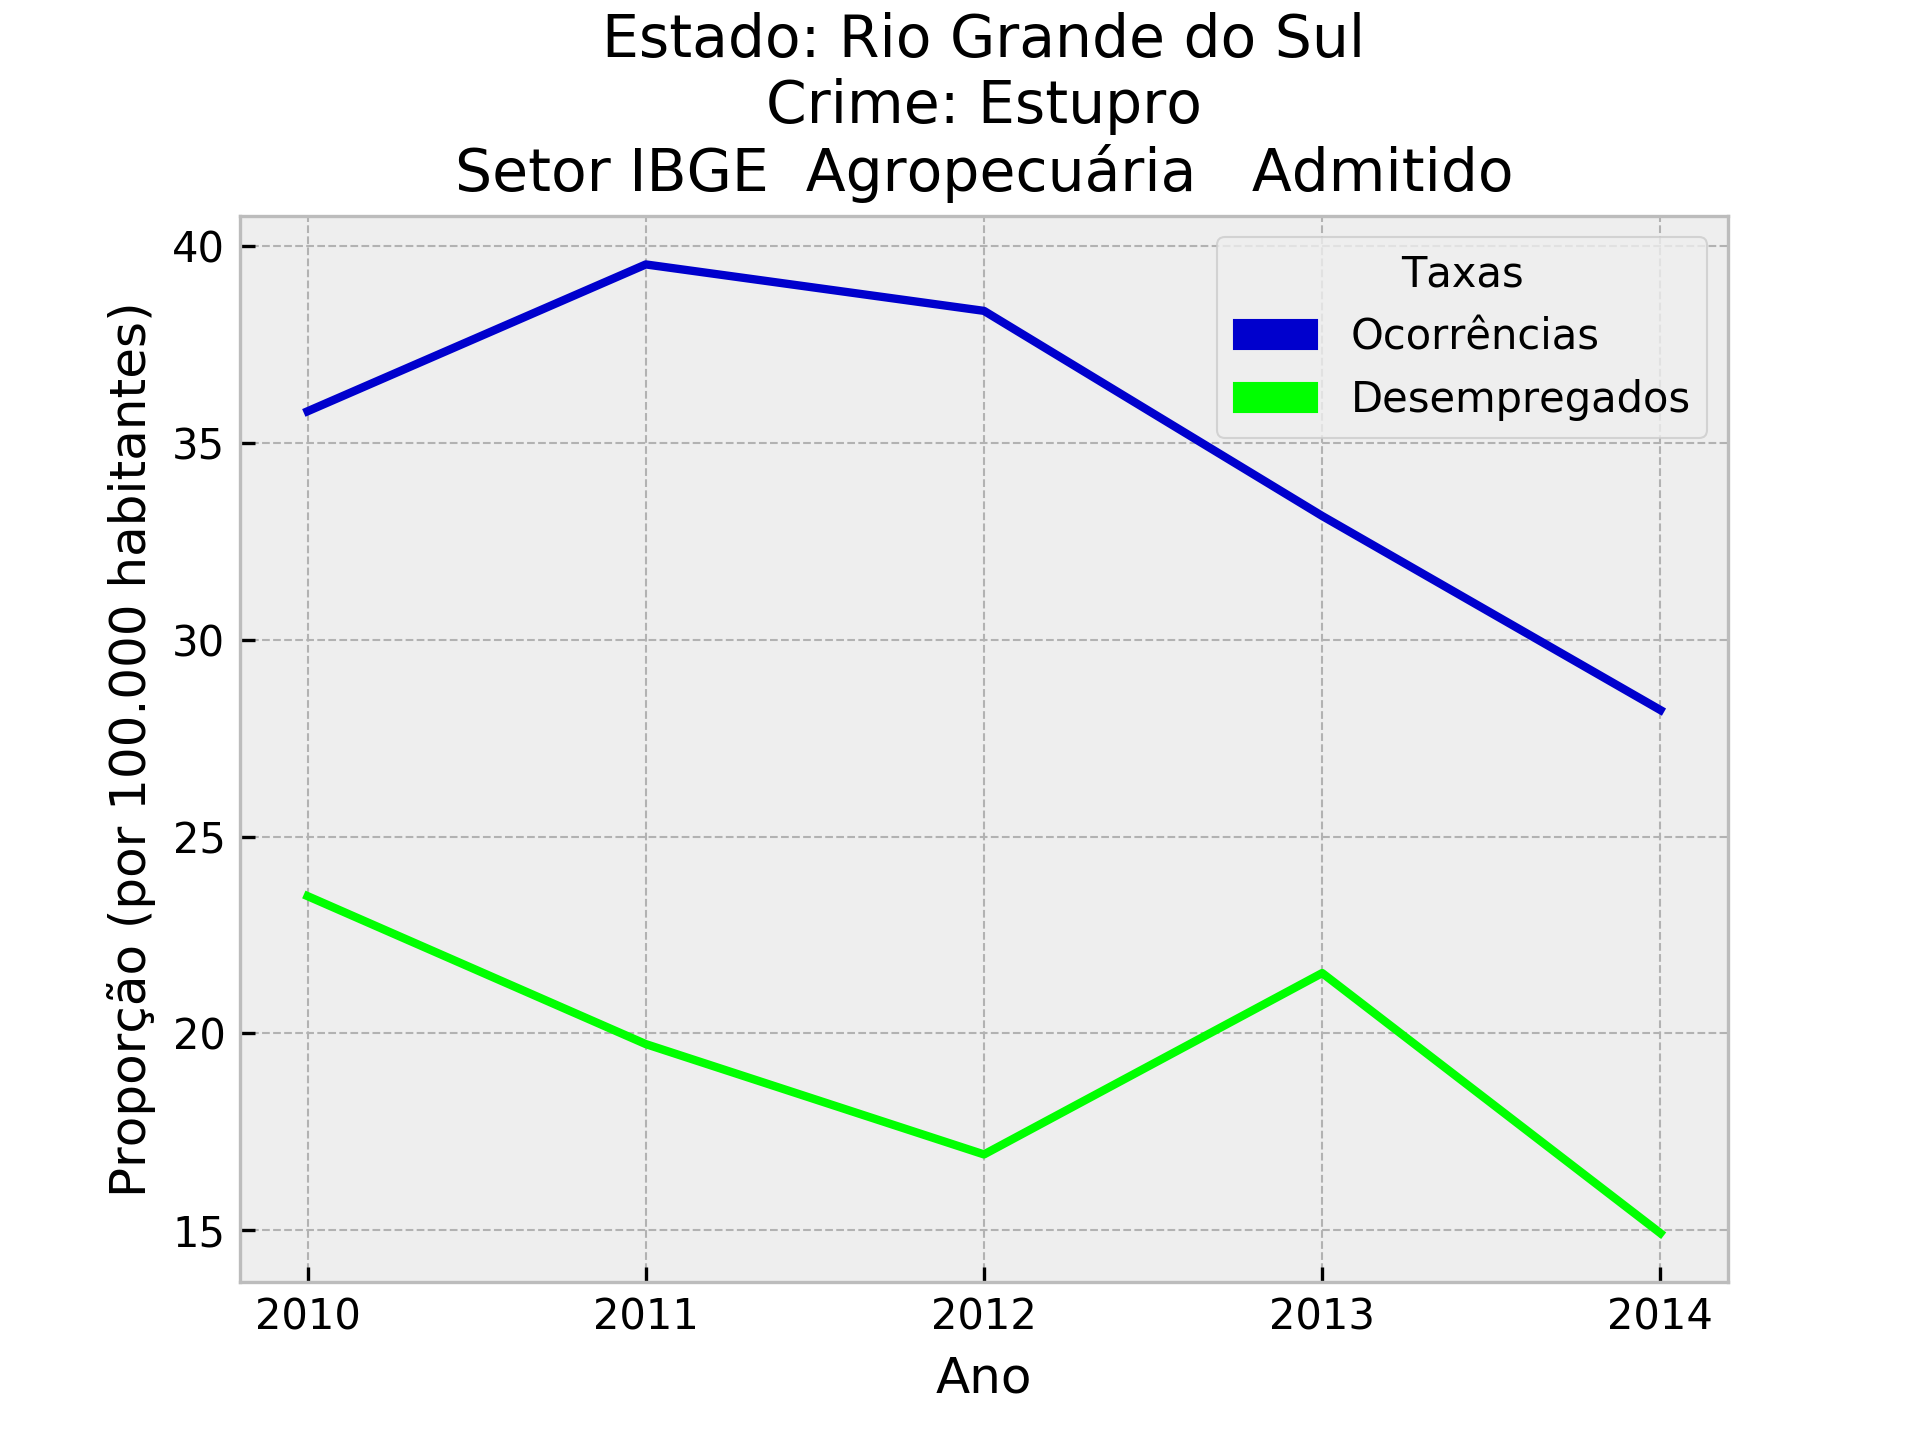 Estado: Rio Grande do Sul
Crime: Estupro
Setor IBGE  Agropecuária   Admitido
Proporção (por 100.000 habitantes)
40
35
30
25
20
15
Taxas
Ocorrências
Desempregados
2010 2011 2012 2013 2014
Ano